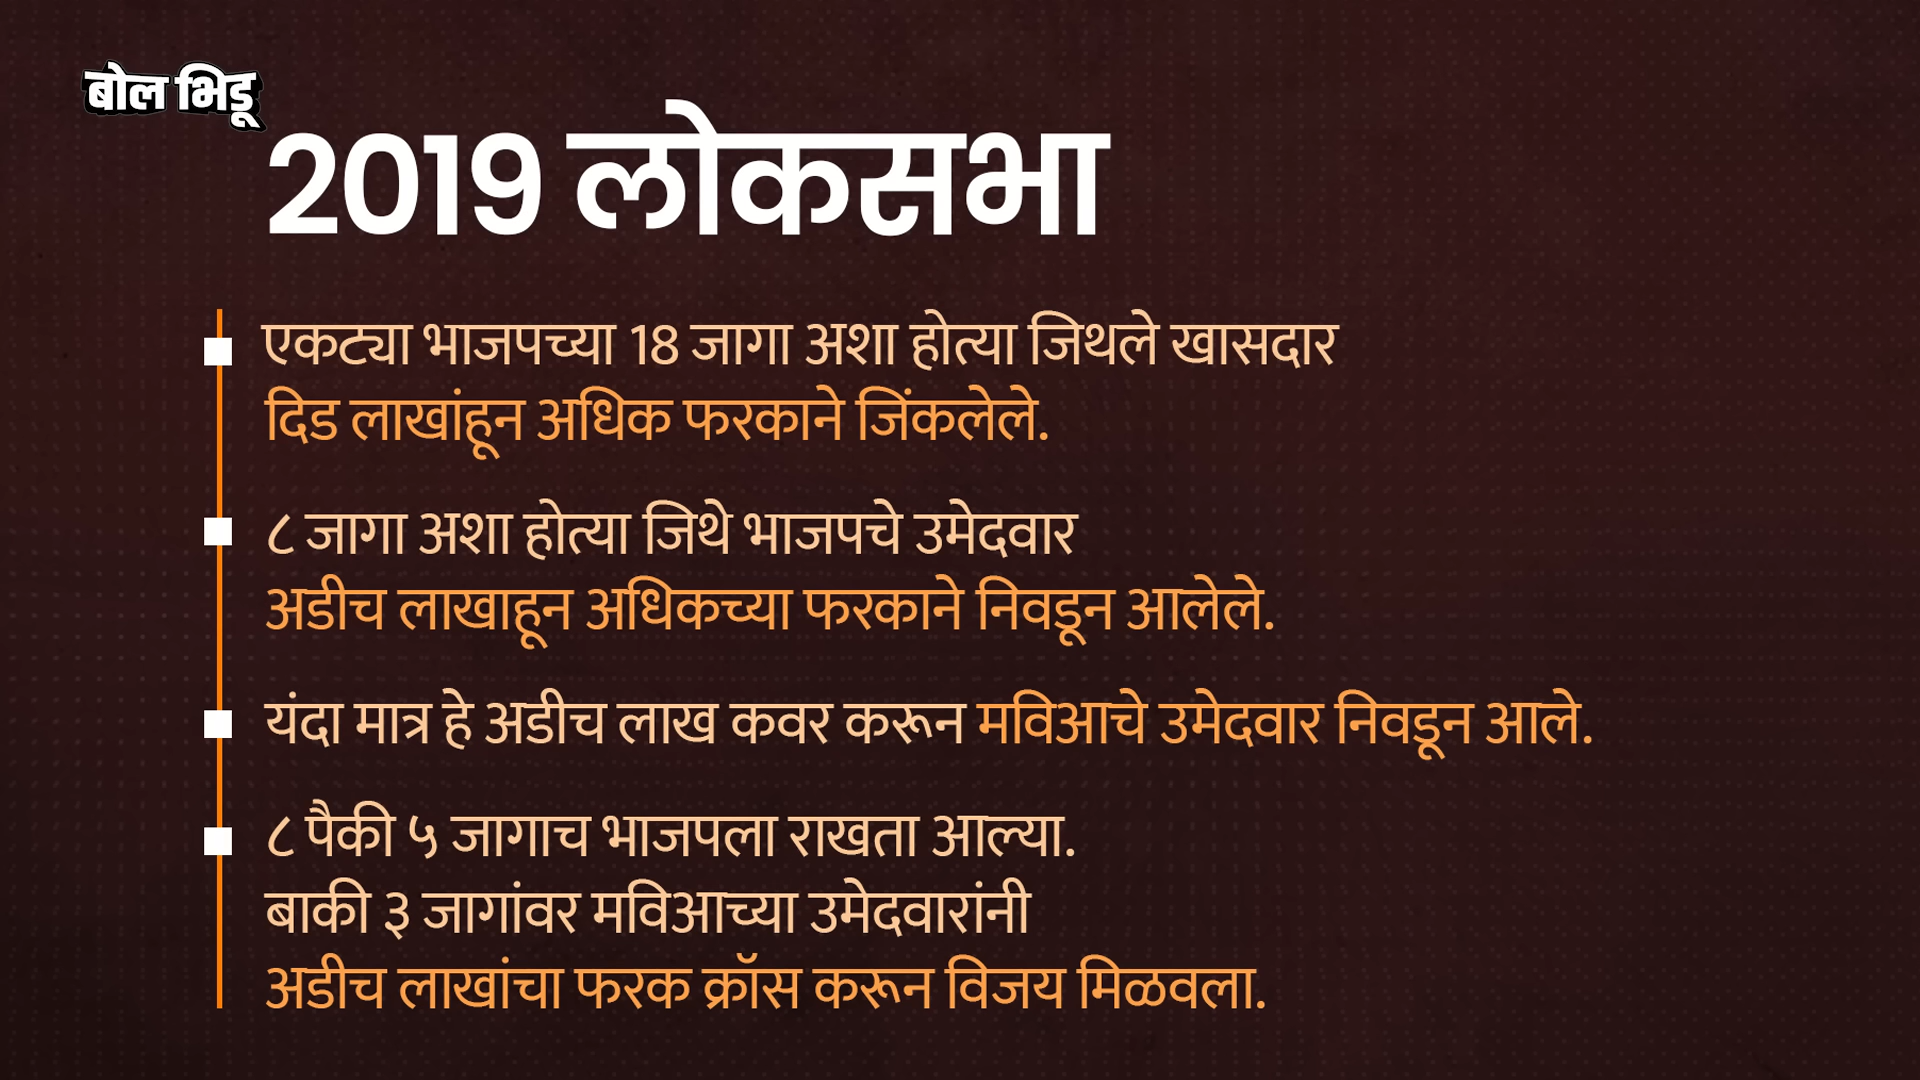 बोल भिडू
2019 लोकसभा
एकट्या भाजपच्या 18 जागा अशा होत्या जिथले खासदार
दिड लाखांहून अधिक फरकाने जिंकलेले.
८ जागा अशा होत्या जिथे भाजपचे उमेदवार
अडीच लाखाहून अधिकच्या फरकाने निवडून आलेले.
यंदा मात्र हे अडीच लाख कवर करून मविआचे उमेदवार निवडून आले.
८ पैकी ५ जागाच भाजपला राखता आल्या.
बाकी ३ जागांवर मविआच्या उमेदवारांनी
अडीच लाखांचा फरक क्रॉस करून विजय मिळवला.